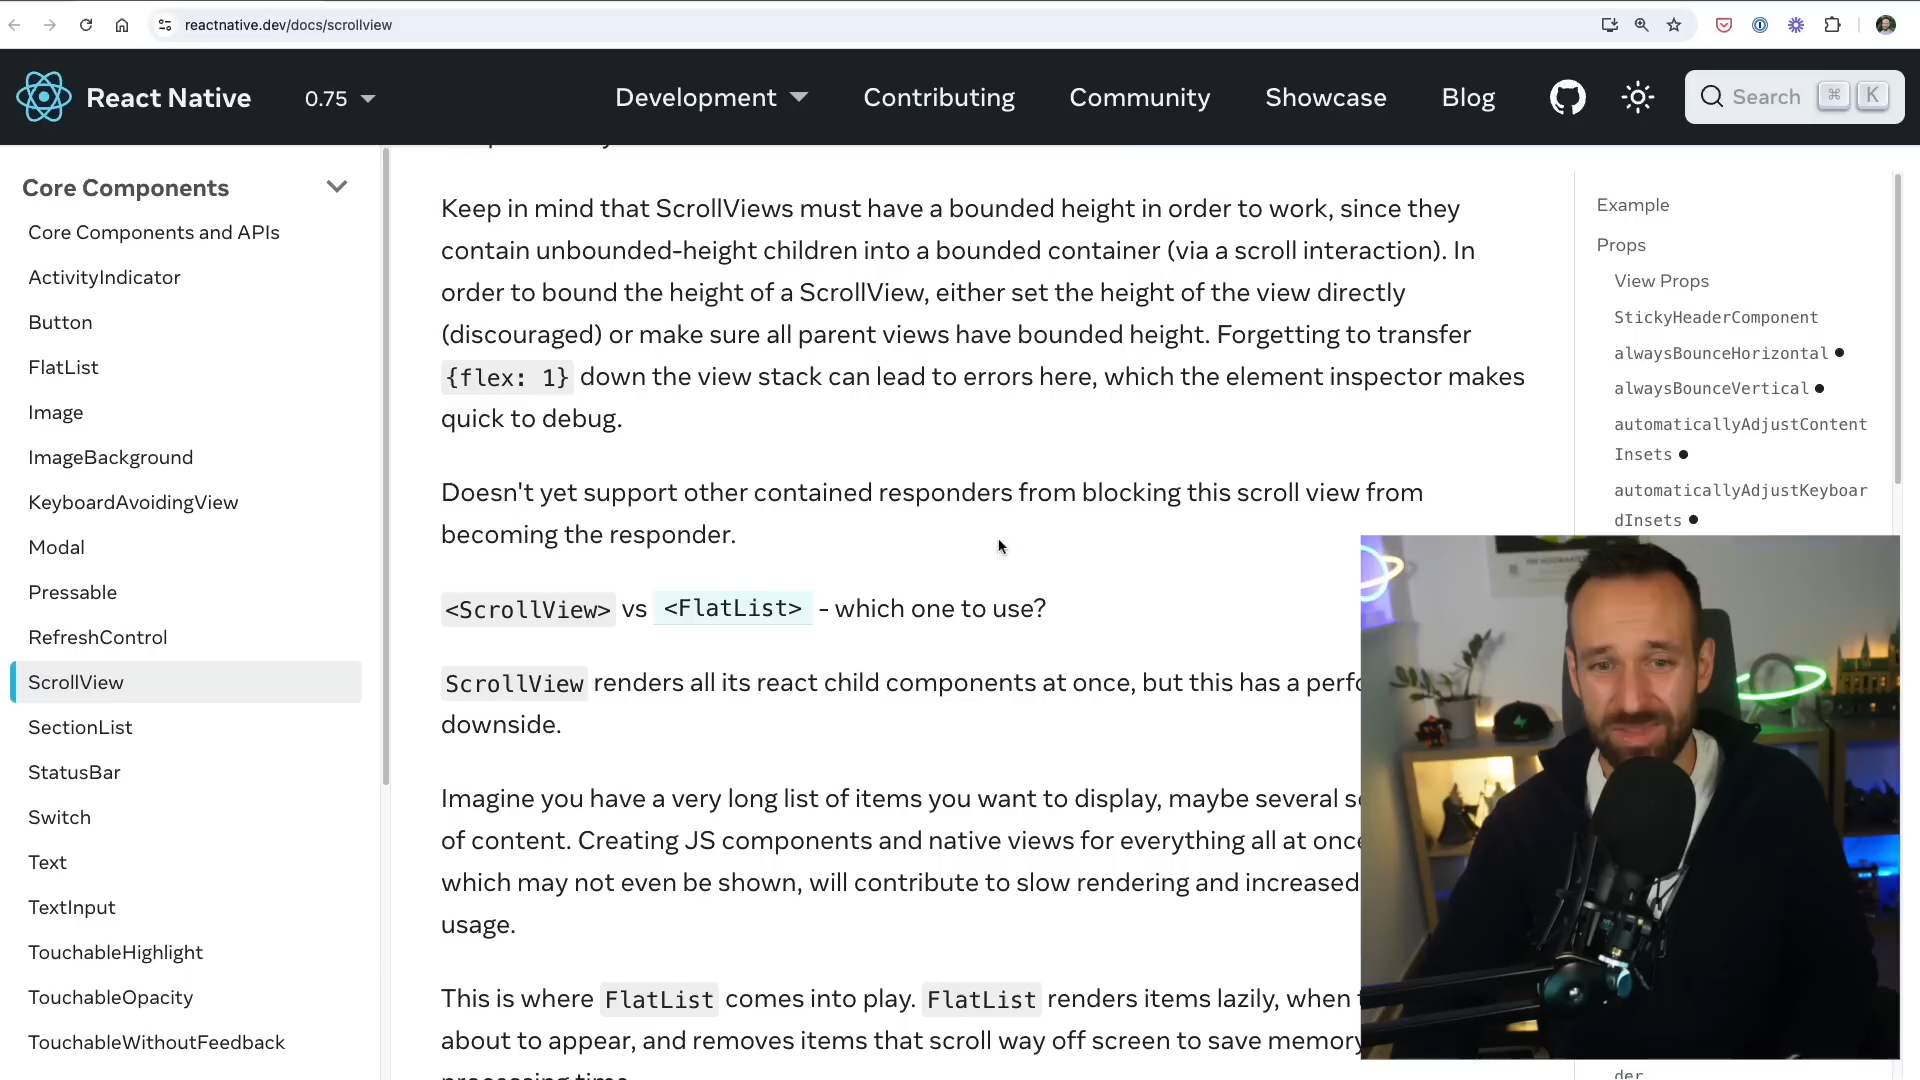 reactnative.dev/docs/scrollview
React Native
0.75
Development
Contributing
Community
Showcase
Blog
Search
⌘ K
Core Components
Core Components and APIs
ActivityIndicator
Button
FlatList
Image
ImageBackground
KeyboardAvoidingView
Modal
Pressable
RefreshControl
ScrollView
SectionList
StatusBar
Switch
Text
TextInput
TouchableHighlight
TouchableOpacity
TouchableWithoutFeedback
Keep in mind that ScrollViews must have a bounded height in order to work, since they
contain unbounded-height children into a bounded container (via a scroll interaction). In
order to bound the height of a ScrollView, either set the height of the view directly
(discouraged) or make sure all parent views have bounded height. Forgetting to transfer
{flex: 1} down the view stack can lead to errors here, which the element inspector makes
quick to debug.
Doesn't yet support other contained responders from blocking this scroll view from
becoming the responder.
<ScrollView> vs <FlatList> - which one to use?
ScrollView renders all its react child components at once, but this has a perfo
downside.
Imagine you have a very long list of items you want to display, maybe several
of content. Creating JS components and native views for everything all at once
which may not even be shown, will contribute to slow rendering and increased
usage.
This is where FlatList comes into play. FlatList renders items lazily, when
about to appear, and removes items that scroll way off screen to save memory
processing time.
Example
Props
View Props
StickyHeaderComponent
alwaysBounceHorizontal
alwaysBounceVertical
automaticallyAdjustContent
Insets
automaticallyAdjustKeyboar
dInsets
der